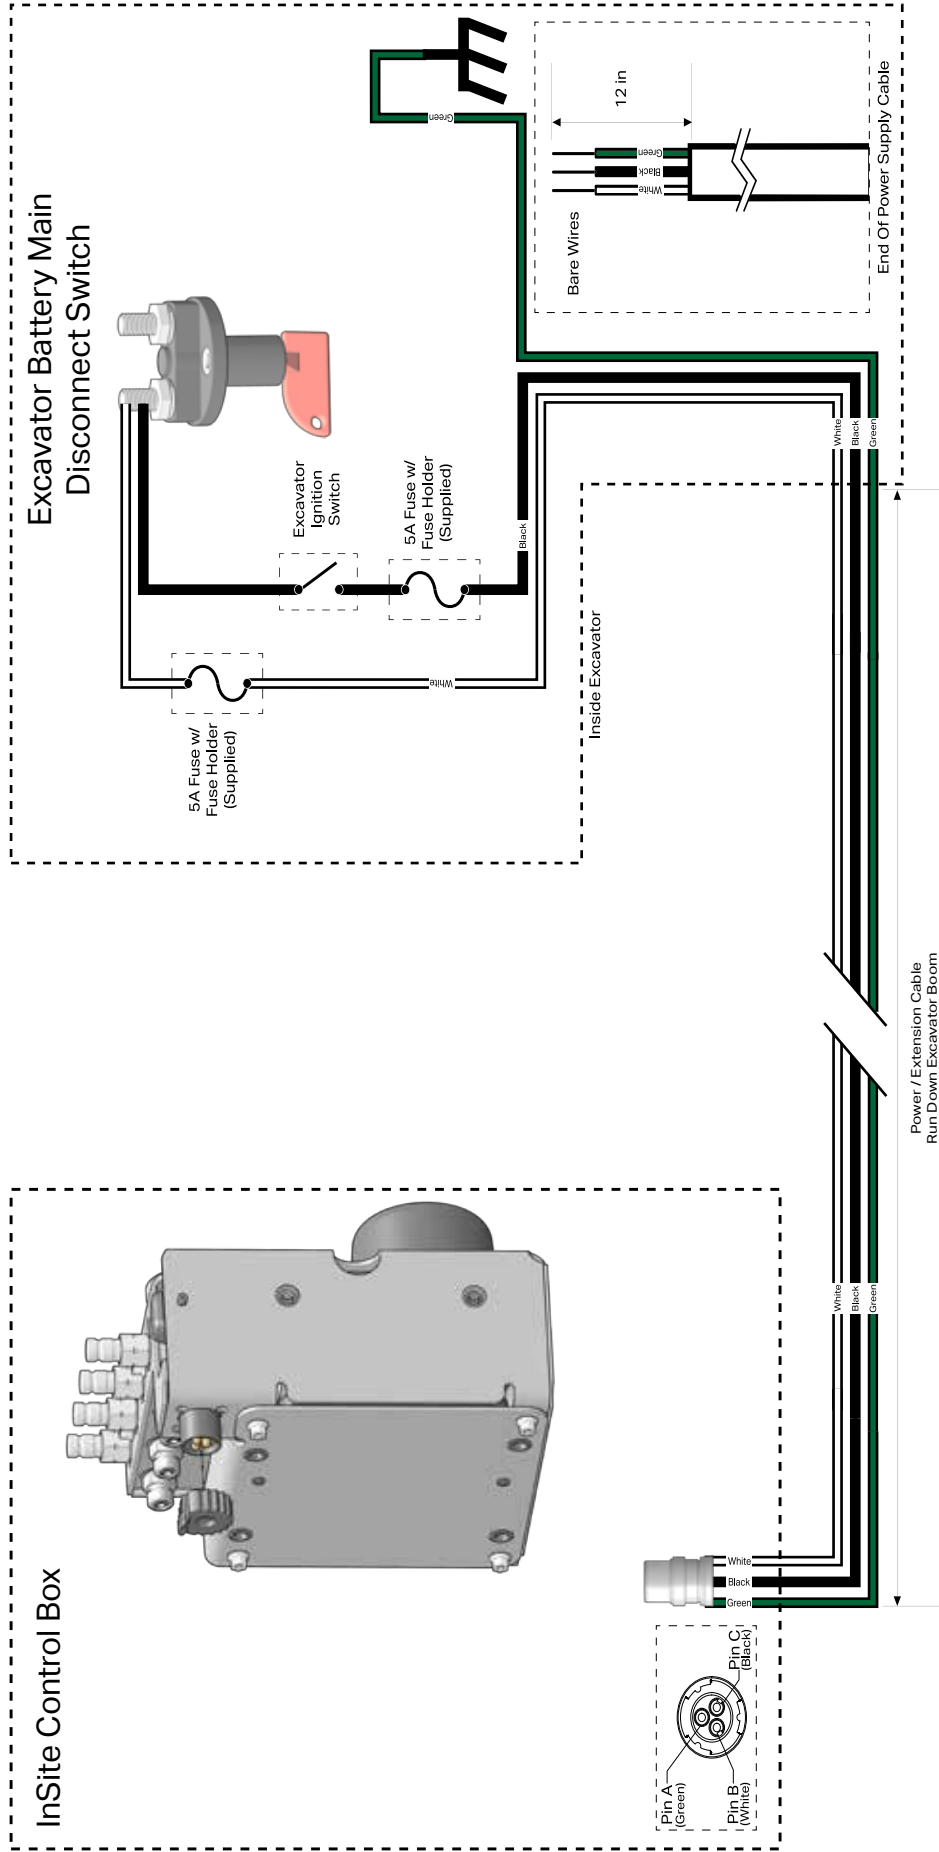 InSite Control Box
Pin A
(Green)
Pin B
(White)
Pin C
(Black)
White
Black
Green
White
Black
Green
Power / Extension Cable
Run Down Excavator Boom
Excavator Battery Main
Disconnect Switch
5A Fuse w/
Fuse Holder
(Supplied)
White
Excavator
Ignition
Switch
5A Fuse w/
Fuse Holder
(Supplied)
Black
Inside Excavator
White
Black
Green
Green
Bare Wires
12 in
Green
Black
White
End Of Power Supply Cable